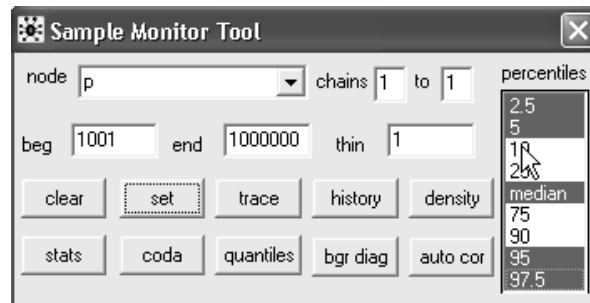 Sample Monitor Tool
node p chains 1 to 1 percentiles
beg 1001 end 1000000 thin 1
2.5
5
10
25
median
75
90
95
97.5
clear set trace history density
stats coda quantiles bgr diag auto cor